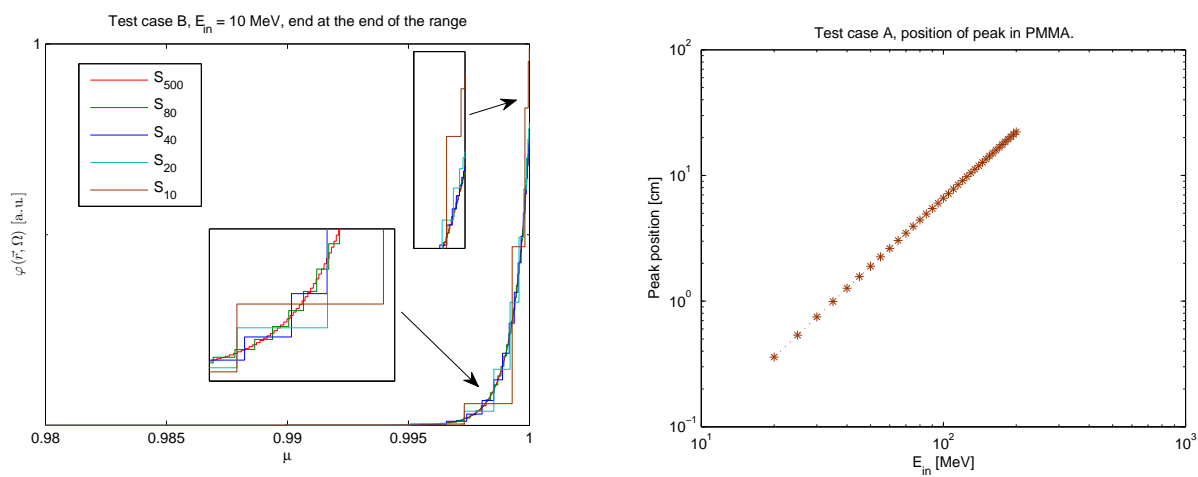 Test case B, E_in = 10 MeV, end at the end of the range
1
S_500
S_80
S_40
S_20
S_10
φ(r⃗,Ω) [a.u.]
0.98
0.985
0.99
0.995
1
μ
Test case A, position of peak in PMMA.
10^2
10^1
10^0
10^−1
Peak position [cm]
10^1
10^2
10^3
E_in [MeV]